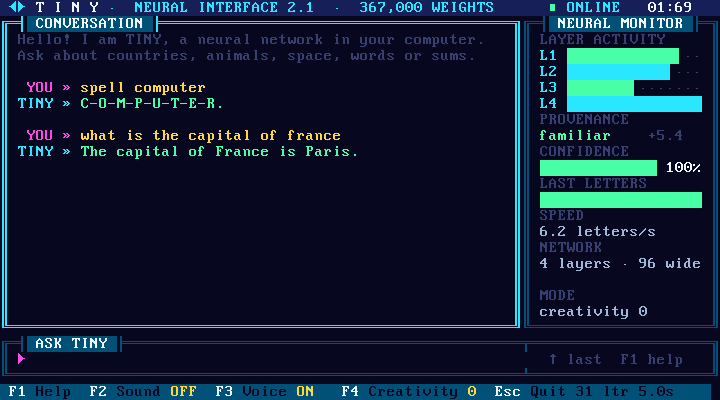 TINY · NEURAL INTERFACE 2.1 · 367,000 WEIGHTS ONLINE 01:69
CONVERSATION
Hello! I am TINY, a neural network in your computer.
Ask about countries, animals, space, words or sums.
YOU » spell computer
TINY » C-O-M-P-U-T-E-R.
YOU » what is the capital of france
TINY » The capital of France is Paris.
NEURAL MONITOR
LAYER ACTIVITY
L1
L2
L3
L4
PROVENANCE
familiar +5.4
CONFIDENCE
100%
LAST LETTERS
SPEED
6.2 letters/s
NETWORK
4 layers · 96 wide
MODE
creativity 0
ASK TINY
↑ last F1 help
F1 Help F2 Sound OFF F3 Voice ON F4 Creativity 0 Esc Quit 31 ltr 5.0s